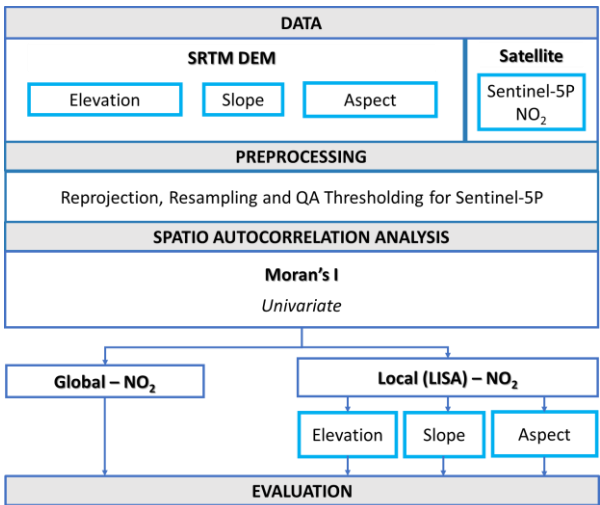 DATA
SRTM DEM
Elevation
Slope
Aspect
Satellite
Sentinel-5P
NO₂
PREPROCESSING
Reprojection, Resampling and QA Thresholding for Sentinel-5P
SPATIO AUTOCORRELATION ANALYSIS
Moran's I
Univariate
Global – NO₂
Local (LISA) – NO₂
Elevation
Slope
Aspect
EVALUATION